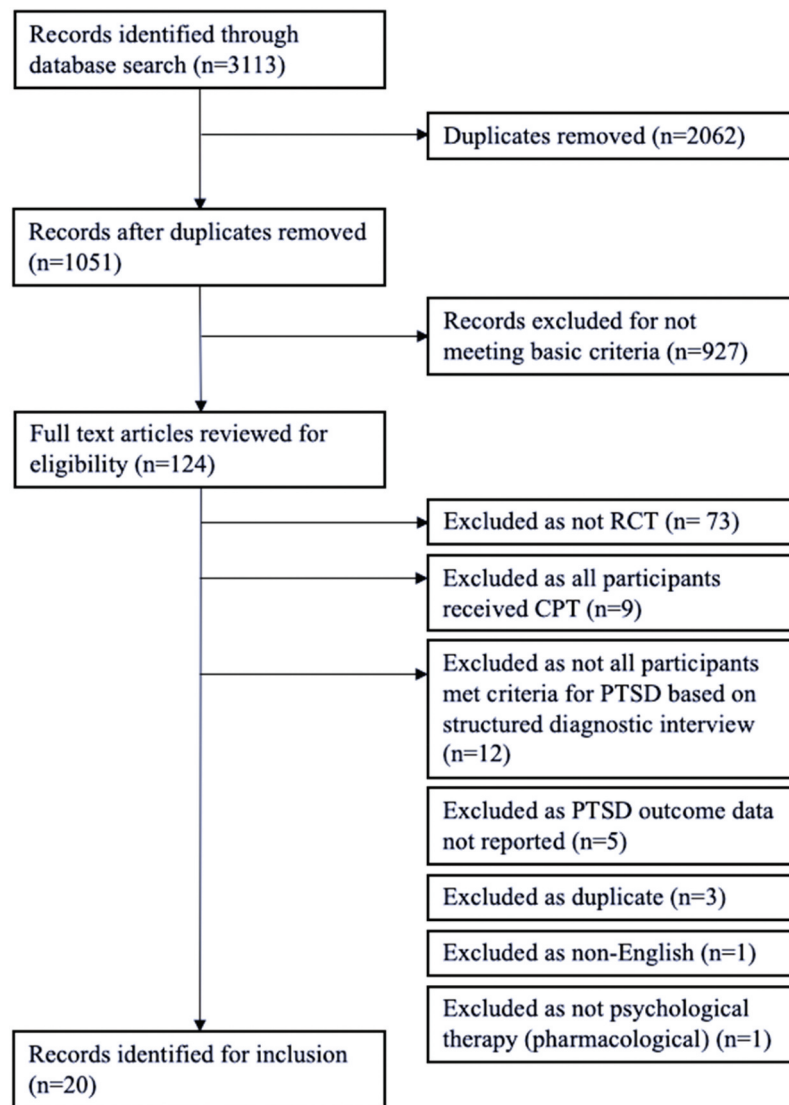 Records identified through
database search (n=3113)
Duplicates removed (n=2062)
Records after duplicates removed
(n=1051)
Records excluded for not
meeting basic criteria (n=927)
Full text articles reviewed for
eligibility (n=124)
Excluded as not RCT (n= 73)
Excluded as all participants
received CPT (n=9)
Excluded as not all participants
met criteria for PTSD based on
structured diagnostic interview
(n=12)
Excluded as PTSD outcome data
not reported (n=5)
Excluded as duplicate (n=3)
Excluded as non-English (n=1)
Excluded as not psychological
therapy (pharmacological) (n=1)
Records identified for inclusion
(n=20)